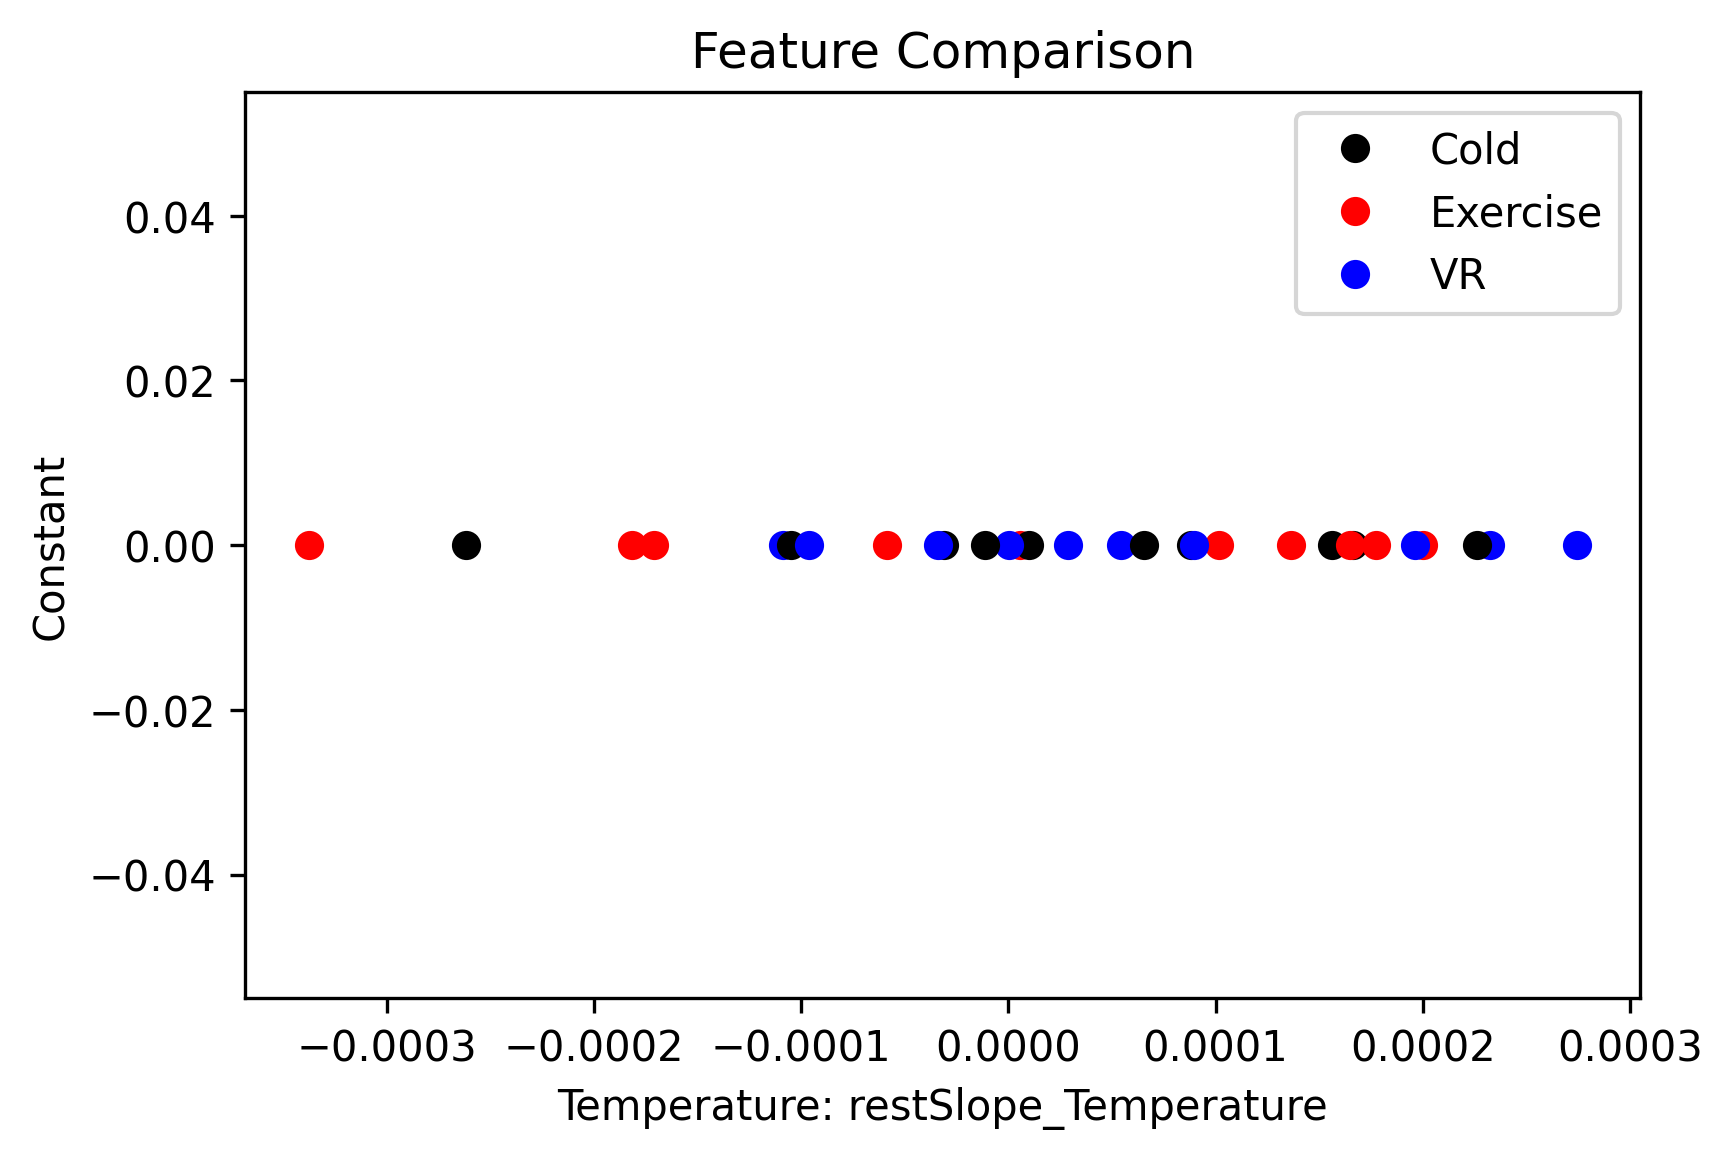 Feature Comparison
Cold
Exercise
VR
0.04
0.02
0.00
−0.02
−0.04
Constant
−0.0003 −0.0002 −0.0001 0.0000 0.0001 0.0002 0.0003
Temperature: restSlope_Temperature